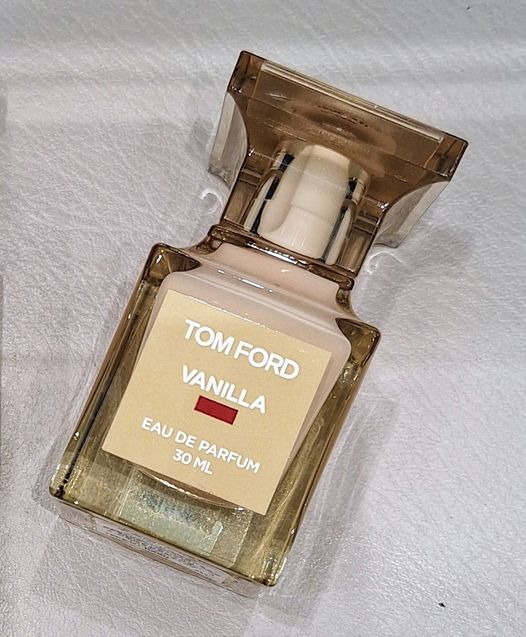 TOM FORD
VANILLA
EAU DE PARFUM
30 ML